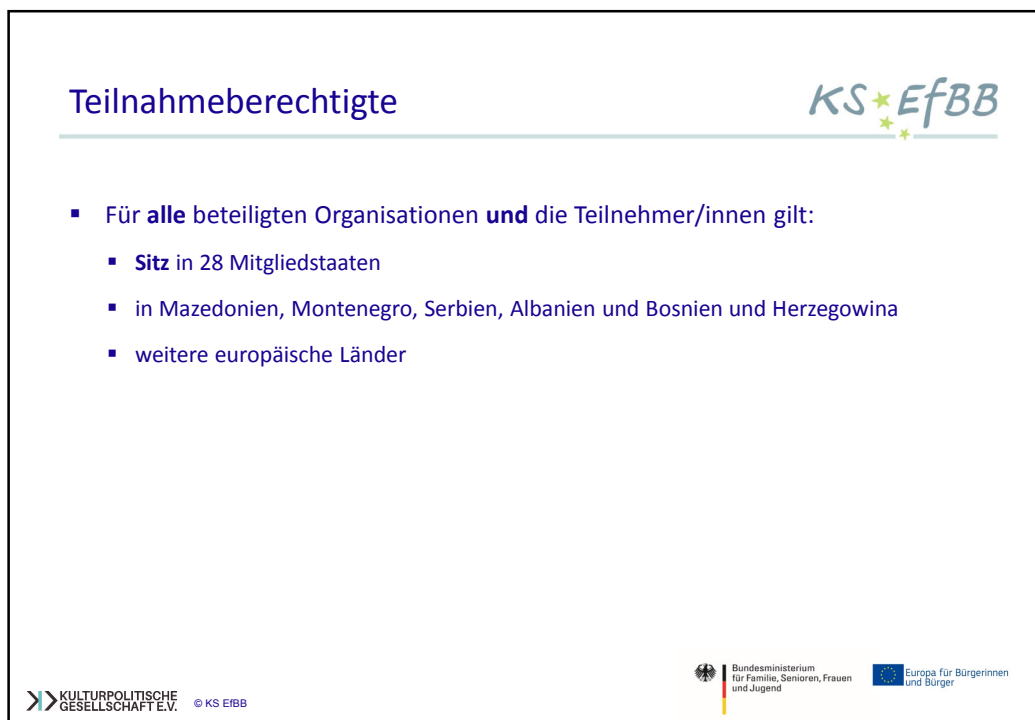 Teilnahmeberechtigte
KS EfBB
▪ Für alle beteiligten Organisationen und die Teilnehmer/innen gilt:
▪ Sitz in 28 Mitgliedstaaten
▪ in Mazedonien, Montenegro, Serbien, Albanien und Bosnien und Herzegowina
▪ weitere europäische Länder
KULTURPOLITISCHE
GESELLSCHAFT E.V.
© KS EfBB
Bundesministerium
für Familie, Senioren, Frauen
und Jugend
Europa für Bürgerinnen
und Bürger